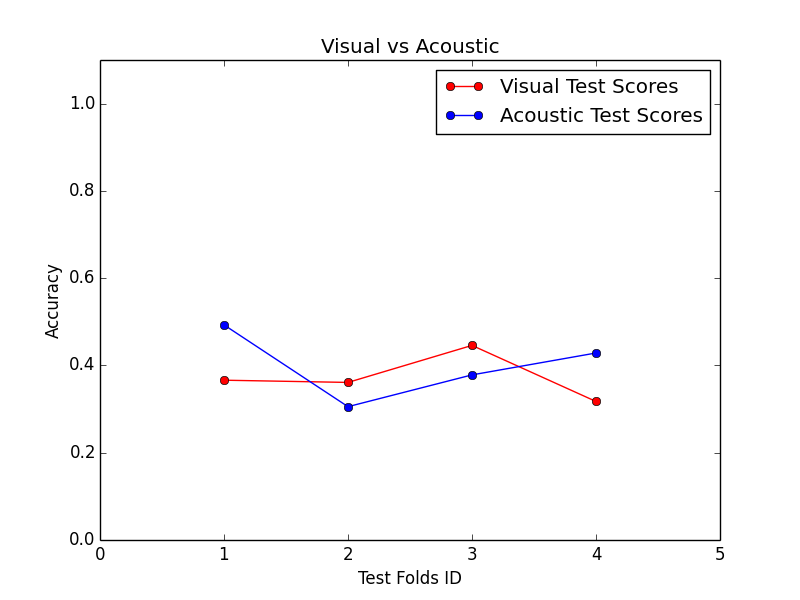 Visual vs Acoustic
Visual Test Scores
Acoustic Test Scores
1.0
0.8
0.6
0.4
0.2
0.0
Accuracy
0 1 2 3 4 5
Test Folds ID